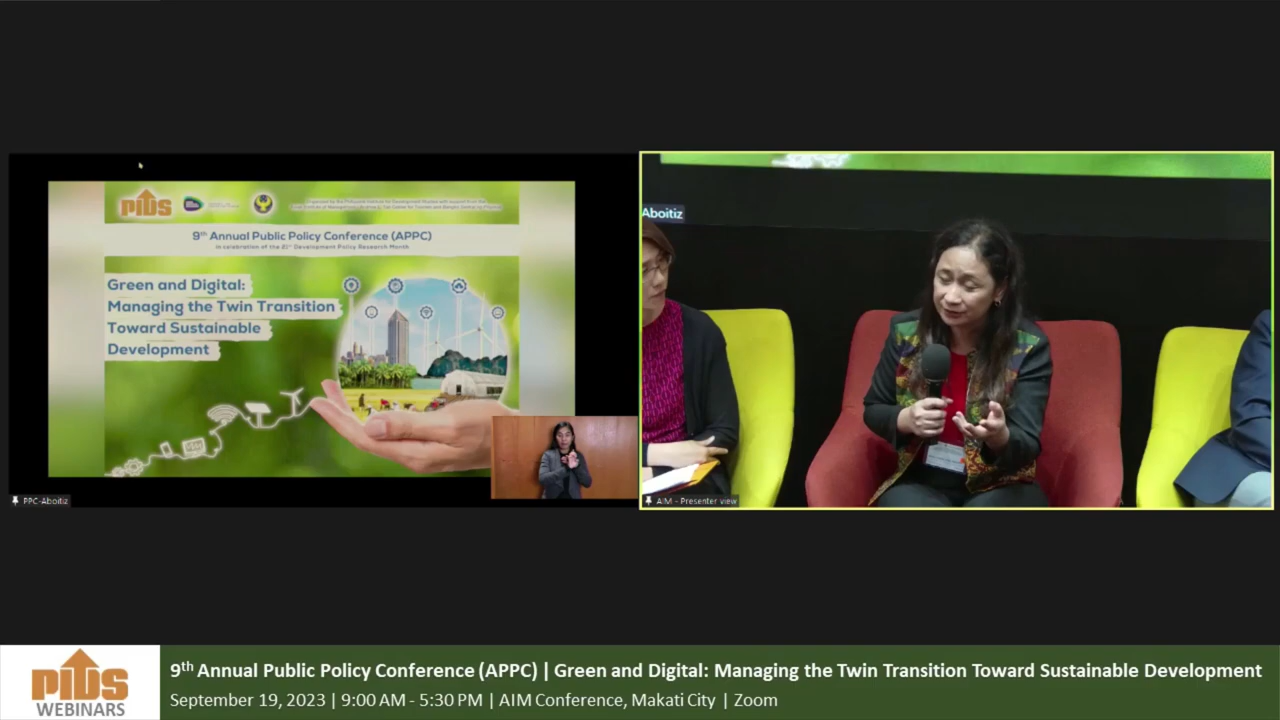 PIDS
9th Annual Public Policy Conference (APPC)
in celebration of the 21st Development Policy Research Month
Green and Digital:
Managing the Twin Transition
Toward Sustainable
Development
PPC-Aboitiz
Aboitiz
AIM - Presenter view
PIDS
WEBINARS
9th Annual Public Policy Conference (APPC) | Green and Digital: Managing the Twin Transition Toward Sustainable Development
September 19, 2023 | 9:00 AM - 5:30 PM | AIM Conference, Makati City | Zoom